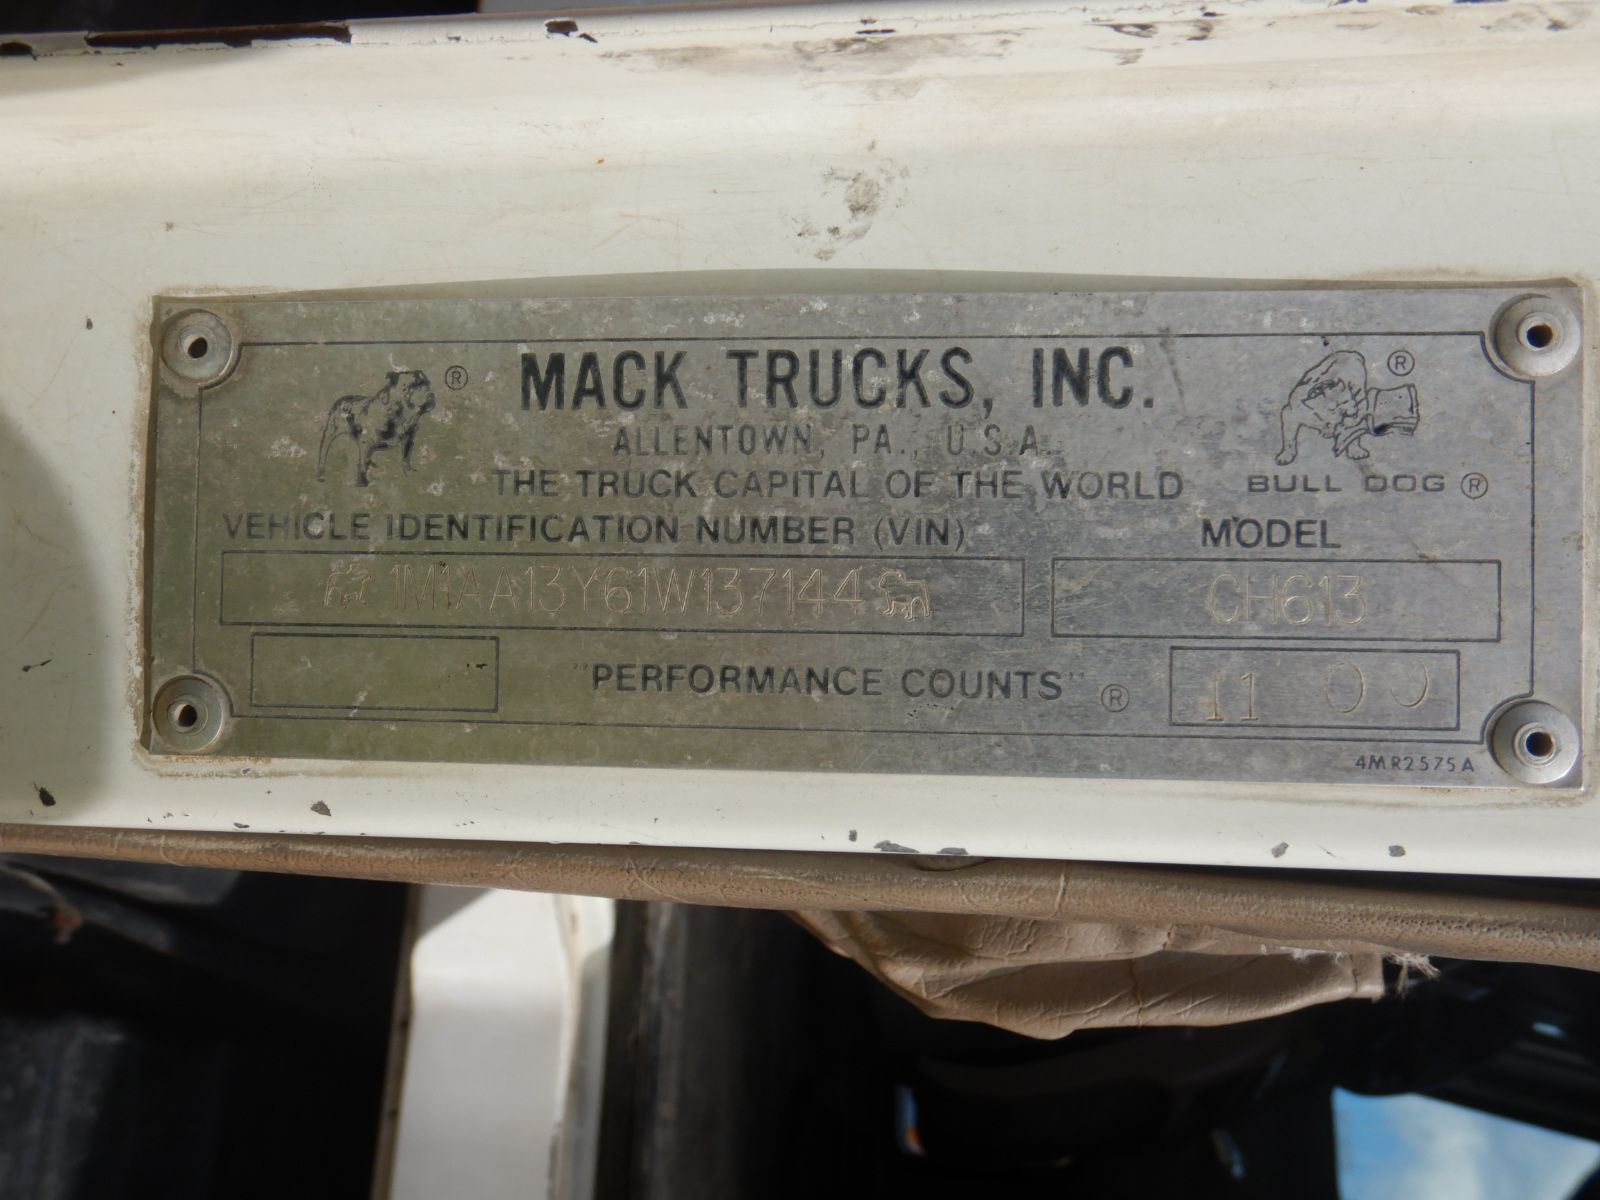 ® MACK TRUCKS, INC. ®
ALLENTOWN, PA., U.S.A.
THE TRUCK CAPITAL OF THE WORLD
BULL DOG ®
VEHICLE IDENTIFICATION NUMBER (VIN)
MODEL
1M1AA13Y61W137144
CH613
"PERFORMANCE COUNTS" ®
11 00
4MR2575A